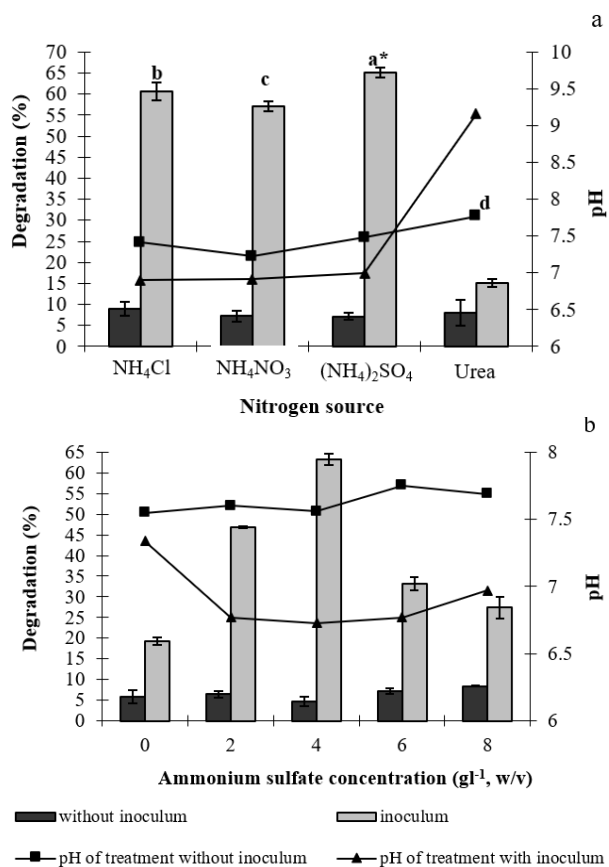 a
70
65
60
55
50
45
40
35
30
25
20
15
10
5
0
Degradation (%)
10
9.5
9
8.5
8
7.5
7
6.5
6
pH
b
c
a*
d
NH₄Cl
NH₄NO₃
(NH₄)₂SO₄
Urea
Nitrogen source
b
65
60
55
50
45
40
35
30
25
20
15
10
5
0
Degradation (%)
8
7.5
7
6.5
6
pH
0 2 4 6 8
Ammonium sulfate concentration (gl⁻¹, w/v)
without inoculum
inoculum
pH of treatment without inoculum
pH of treatment with inoculum